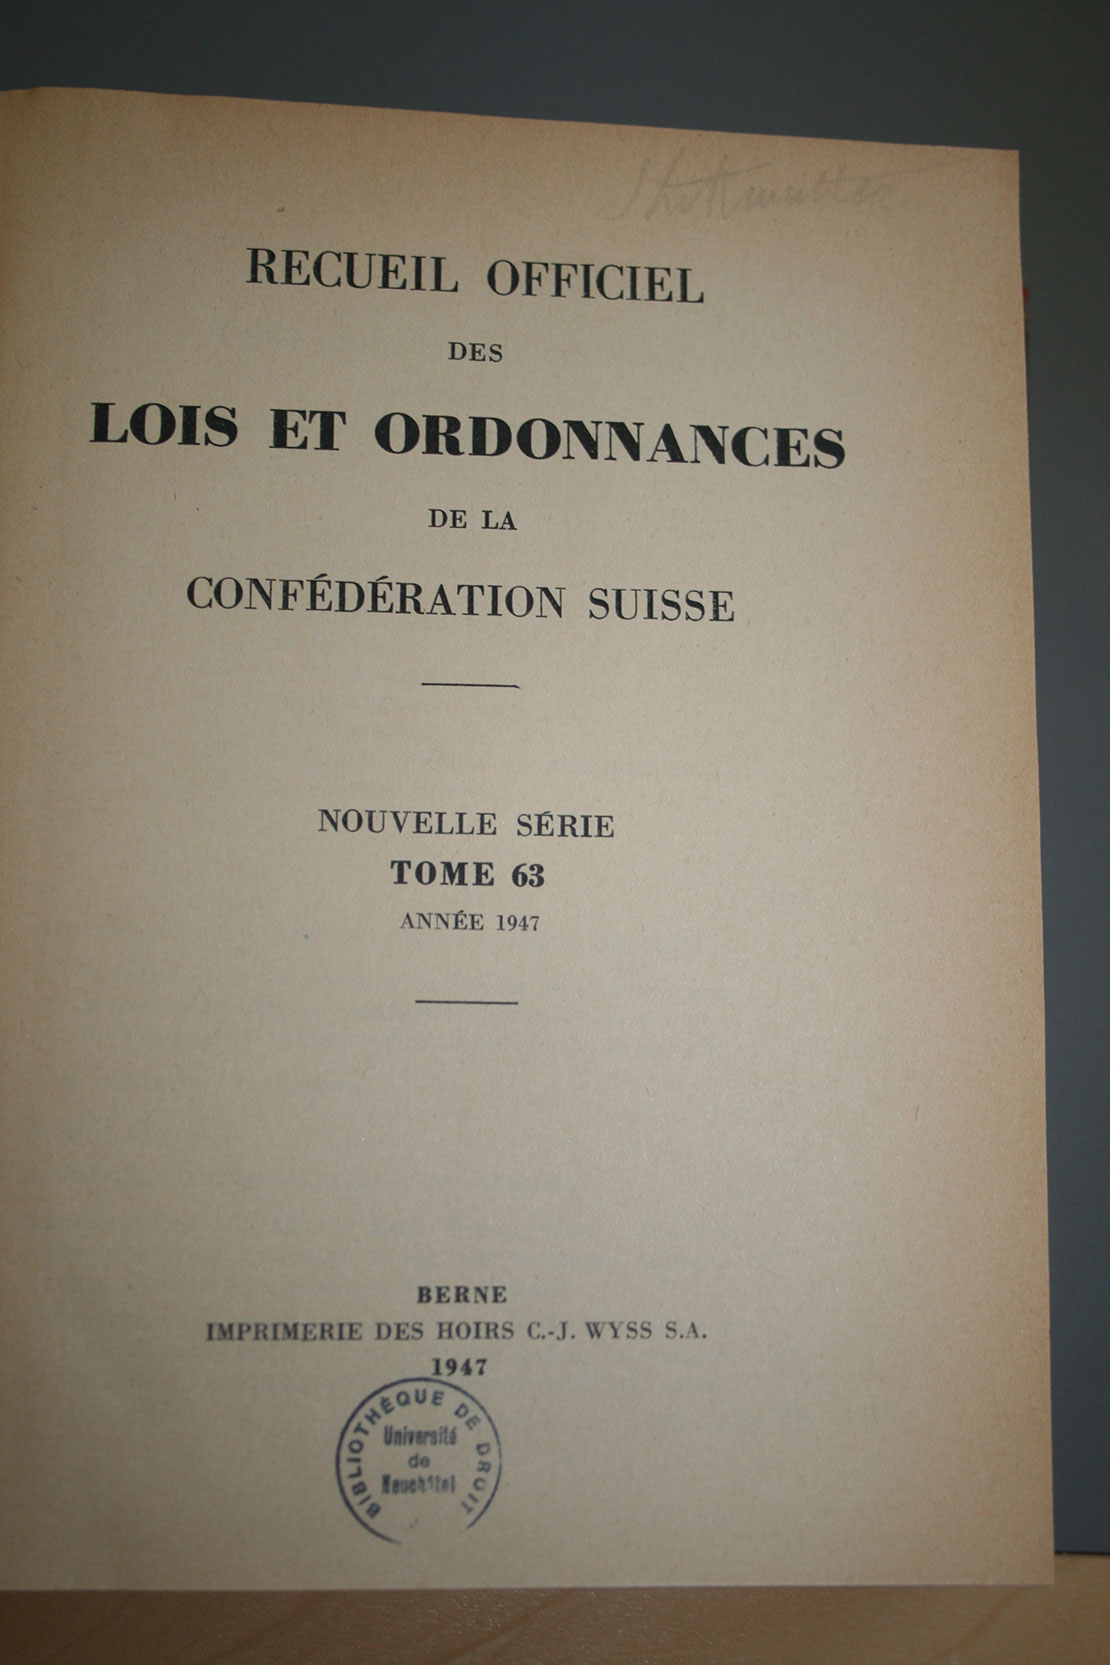 RECUEIL OFFICIEL
DES
LOIS ET ORDONNANCES
DE LA
CONFÉDÉRATION SUISSE
NOUVELLE SÉRIE
TOME 63
ANNÉE 1947
BERNE
IMPRIMERIE DES HOIRS C.-J. WYSS S.A.
1947
BIBLIOTHÈQUE DE DROIT
Université
de
Neuchâtel